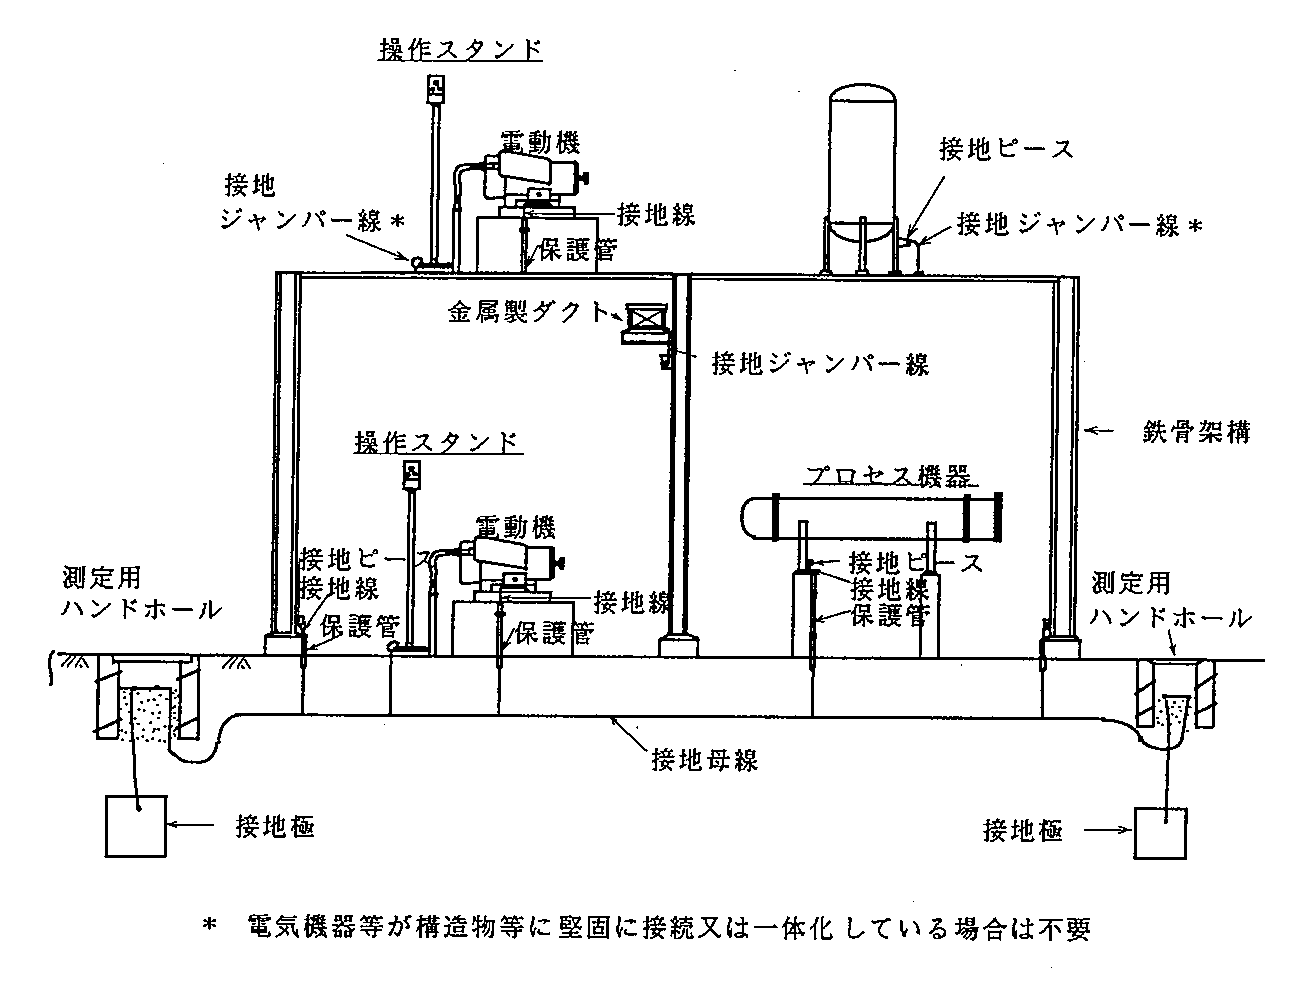 操作スタンド
電動機
接地ピース
接地
ジャンパー線*
接地線
接地ジャンパー線*
保護管
金属製ダクト
接地ジャンパー線
鉄骨架構
操作スタンド
プロセス機器
電動機
接地ピース
接地ピース
測定用
ハンドホール
接地線
接地線
接地線
測定用
ハンドホール
保護管
保護管
保護管
接地母線
接地極
接地極
* 電気機器等が構造物等に堅固に接続又は一体化している場合は不要